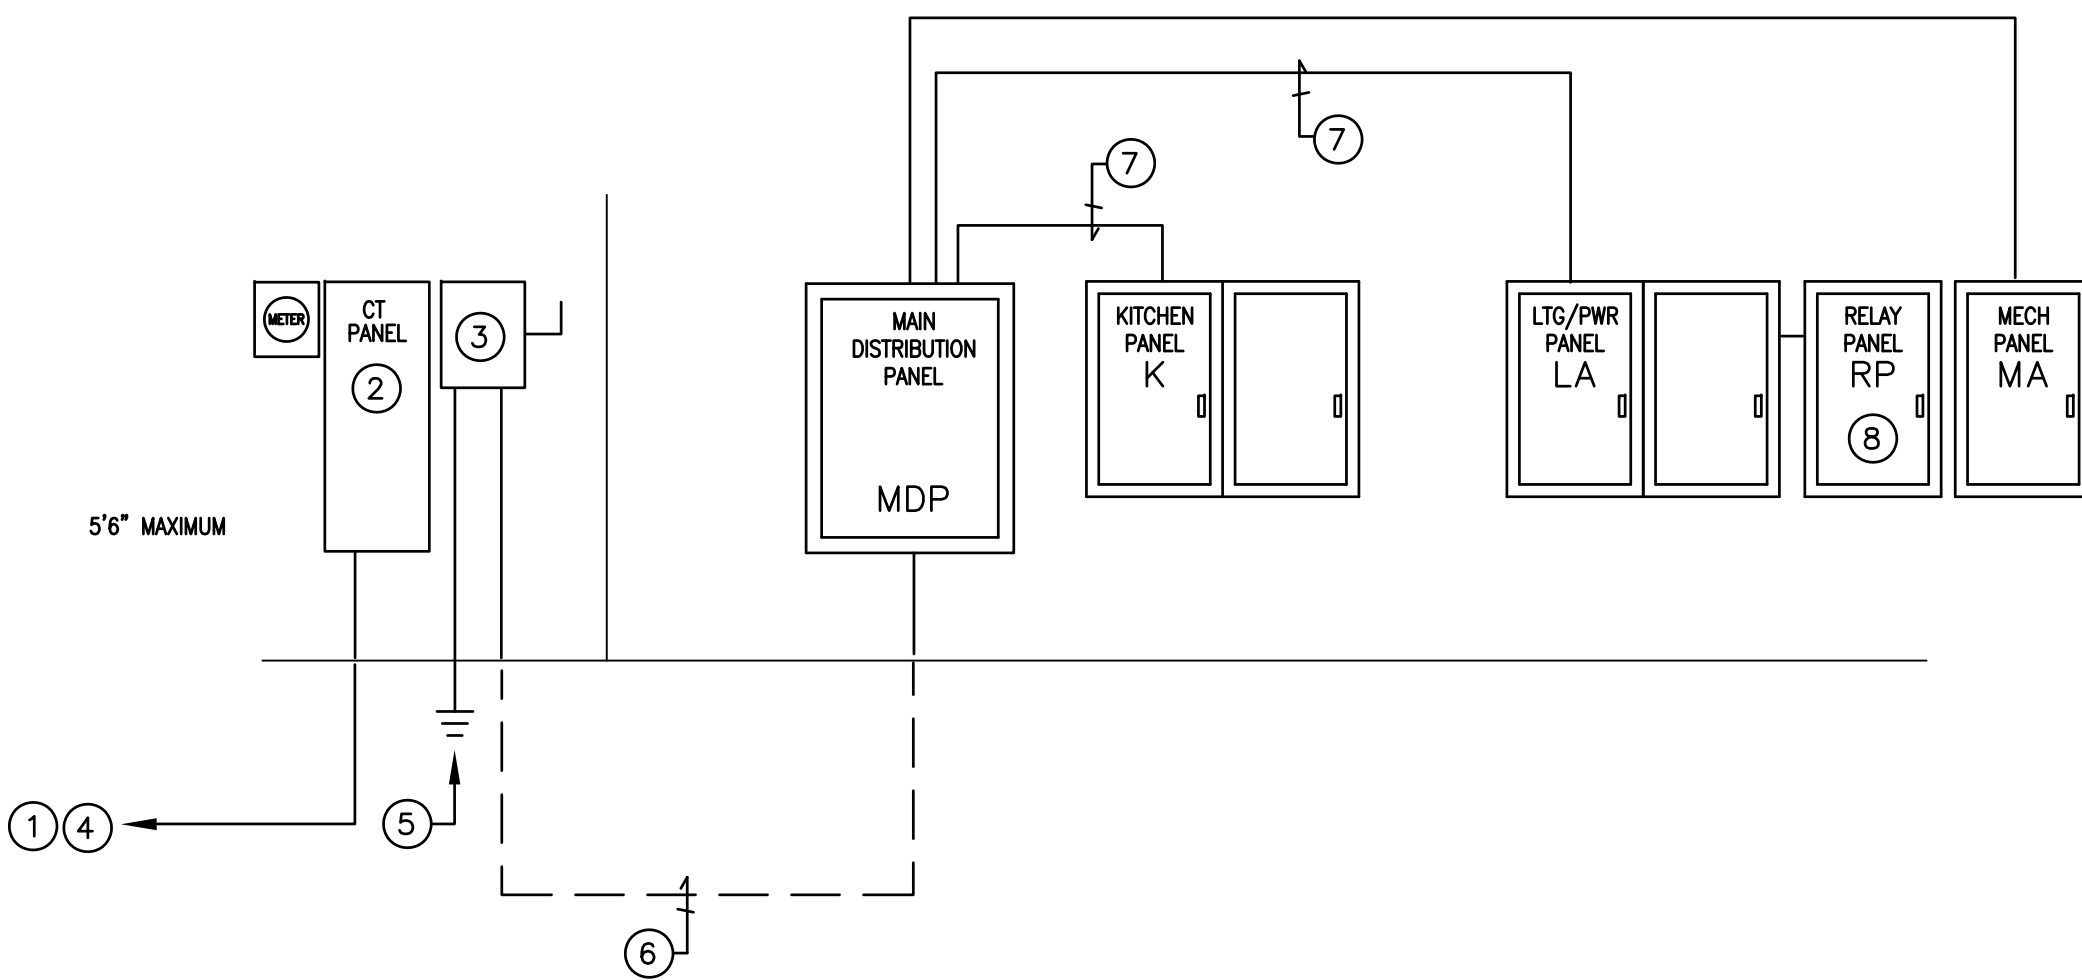 7
7
METER
CT
PANEL
2
3
MAIN
DISTRIBUTION
PANEL
MDP
KITCHEN
PANEL
K
LTG/PWR
PANEL
LA
RELAY
PANEL
RP
8
MECH
PANEL
MA
5'6" MAXIMUM
1 4
5
6